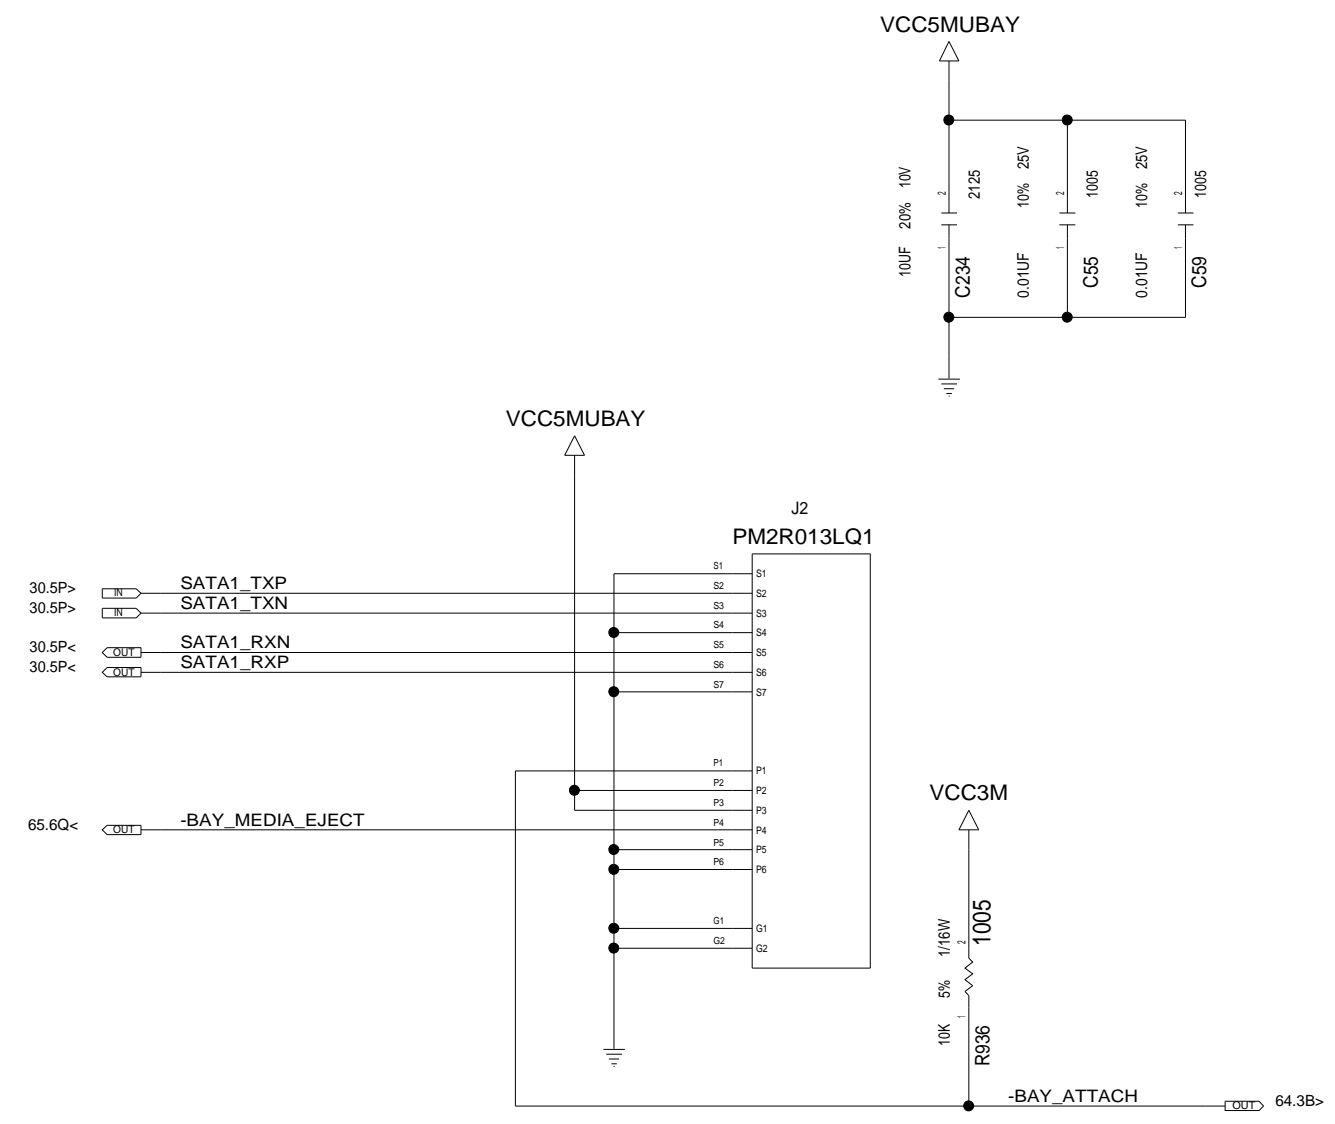 VCC5MUBAY
10UF 20% 10V
2
2125
1
C234
0.01UF 10% 25V
2
1005
1
C55
0.01UF 10% 25V
2
1005
1
C59
VCC5MUBAY
J2
PM2R013LQ1
S1 S1
30.5P> IN SATA1_TXP S2 S2
30.5P> IN SATA1_TXN S3 S3
S4 S4
30.5P< OUT SATA1_RXN S5 S5
30.5P< OUT SATA1_RXP S6 S6
S7 S7
P1 P1
P2 P2
P3 P3
65.6Q< OUT -BAY_MEDIA_EJECT P4 P4
P5 P5
P6 P6
G1 G1
G2 G2
VCC3M
10K 5% 1/16W
2
1005
1
R936
-BAY_ATTACH OUT 64.3B>